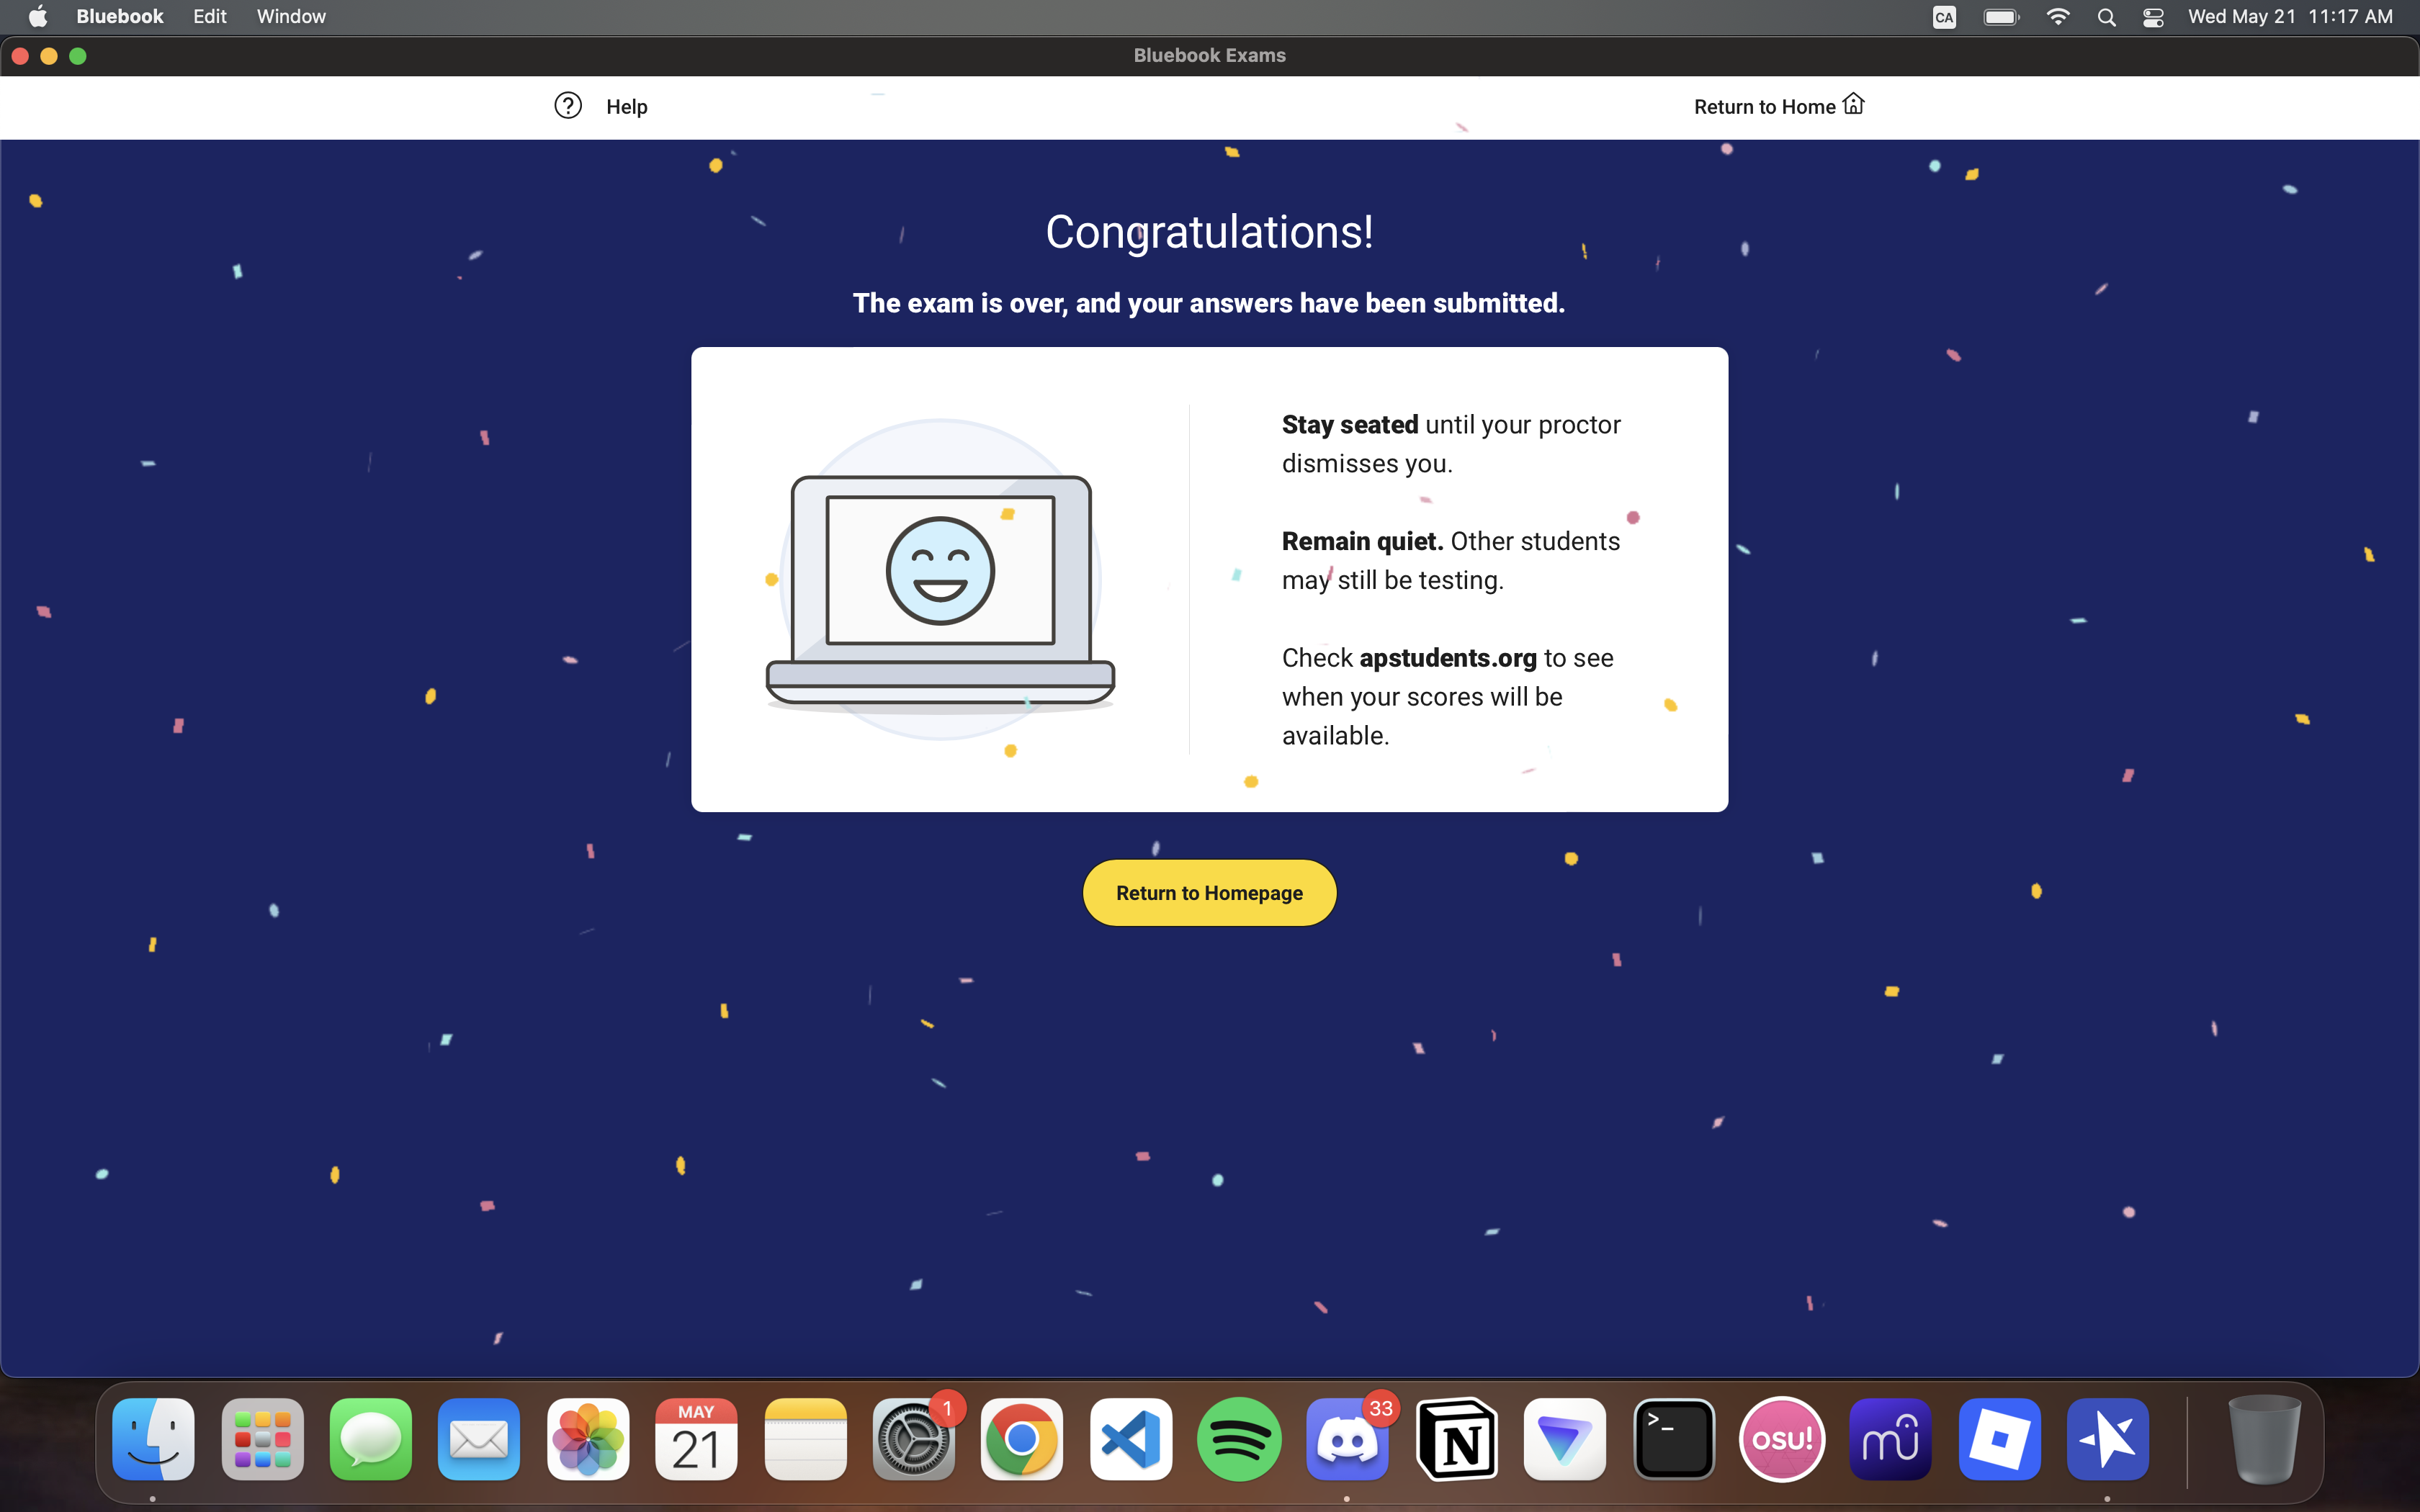 Bluebook Edit Window CA Wed May 21 11:17 AM
Bluebook Exams
? Help Return to Home
Congratulations!
The exam is over, and your answers have been submitted.
Stay seated until your proctor
dismisses you.
Remain quiet. Other students
may still be testing.
Check apstudents.org to see
when your scores will be
available.
Return to Homepage
MAY
21
1
33
N
>_
osu!
mu